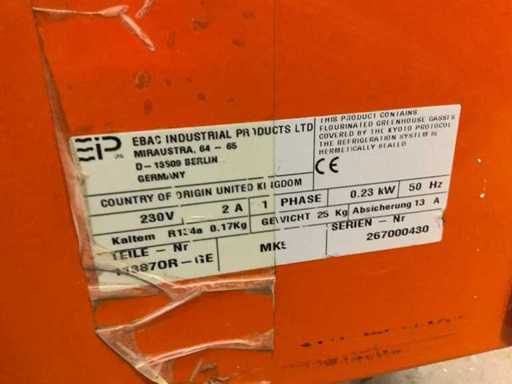 EIP
EBAC INDUSTRIAL PRODUCTS LTD
MIRAUSTRA, 64 - 65
D-13509 BERLIN
GERMANY
THIS PRODUCT CONTAINS
FLOURINATED GREENHOUSE GASSES
COVERED BY THE KYOTO PROTOCOL
THE REFRIGERATION SYSTEM IS
HERMETICALLY SEALED
CE
COUNTRY OF ORIGIN UNITED KINGDOM
230V 2 A 1 PHASE 0.23 kW 50 Hz
Kaltem R134a 0.17Kg GEWICHT 25 Kg Absicherung 13 A
TEILE - Nr MK5 SERIEN - Nr
113870R-GE 267000430